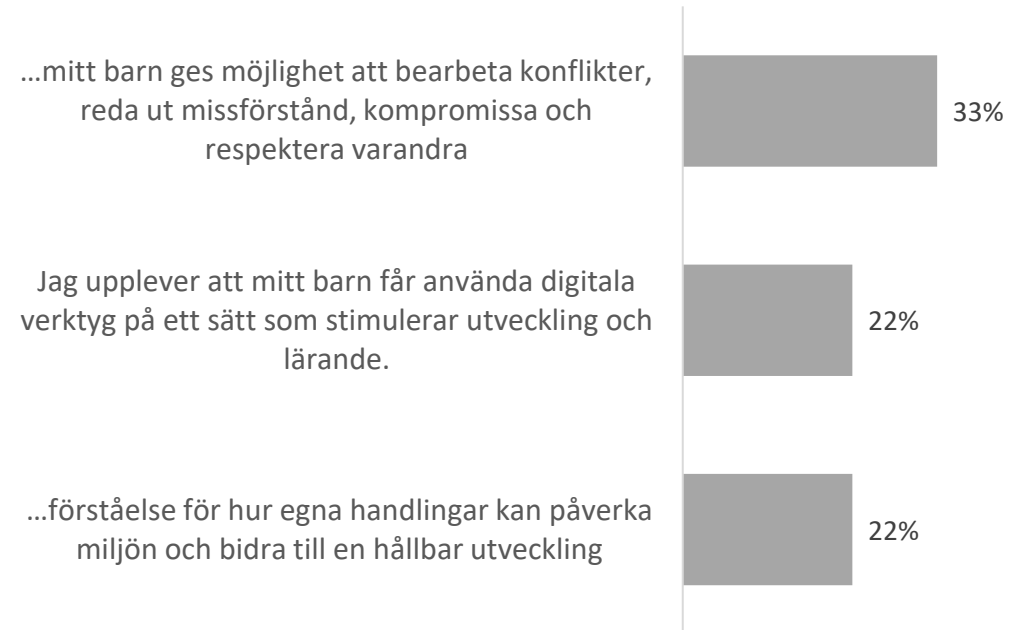 ...mitt barn ges möjlighet att bearbeta konflikter,
reda ut missförstånd, kompromissa och
respektera varandra
33%
Jag upplever att mitt barn får använda digitala
verktyg på ett sätt som stimulerar utveckling och
lärande.
22%
...förståelse för hur egna handlingar kan påverka
miljön och bidra till en hållbar utveckling
22%